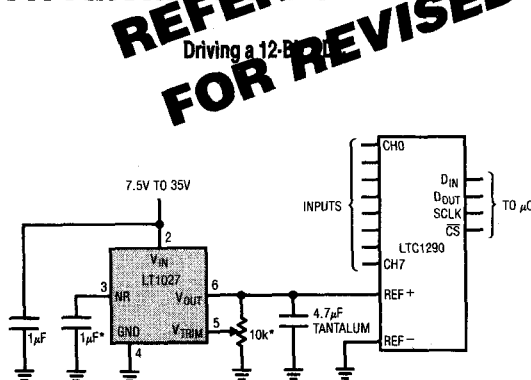 REFER
FOR REVISED
Driving a 12-B
7.5V TO 35V
2
VIN
LT1027
3
NR
VOUT
6
GND
VTRIM
5
4
1μF
1μF*
10k*
4.7μF
TANTALUM
INPUTS
CH0
CH7
DIN
DOUT
SCLK
CS
TO μC
LTC1290
REF+
REF−